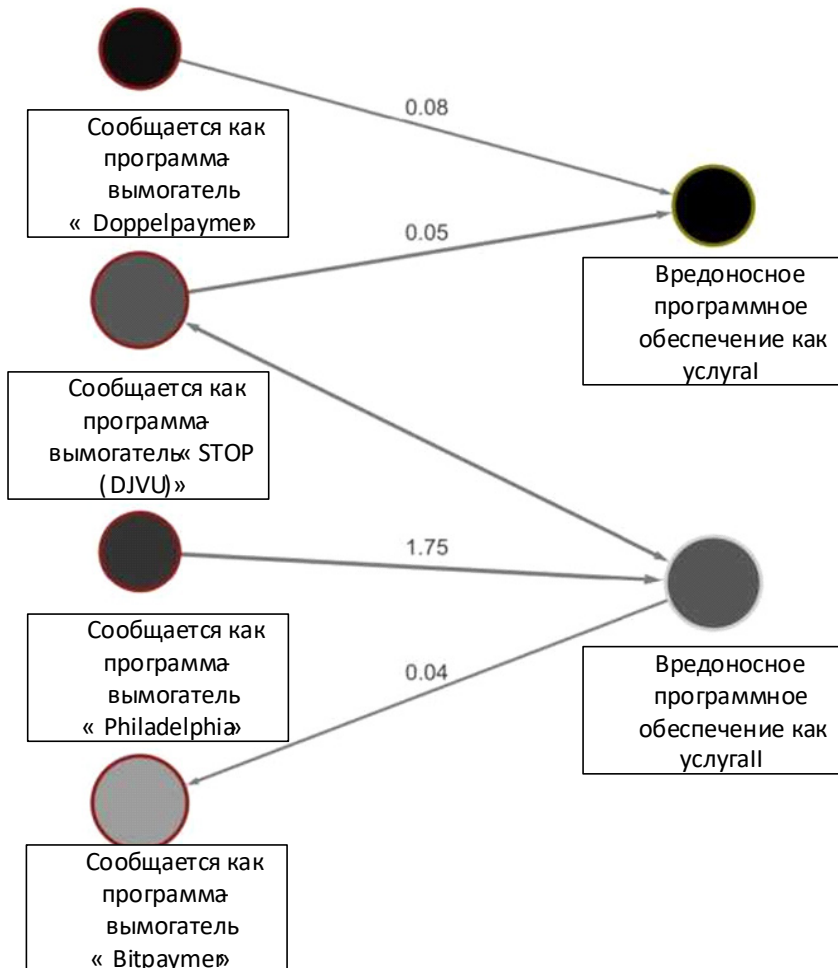 Сообщается как
программа-
вымогатель
« Doppelpaymer»
0.08
0.05
Вредоносное
программное
обеспечение как
услугаI
Сообщается как
программа-
вымогатель« STOP
(DJVU)»
1.75
Сообщается как
программа-
вымогатель
« Philadelphia»
0.04
Вредоносное
программное
обеспечение как
услугаII
Сообщается как
программа-
вымогатель
« Bitpaymer»